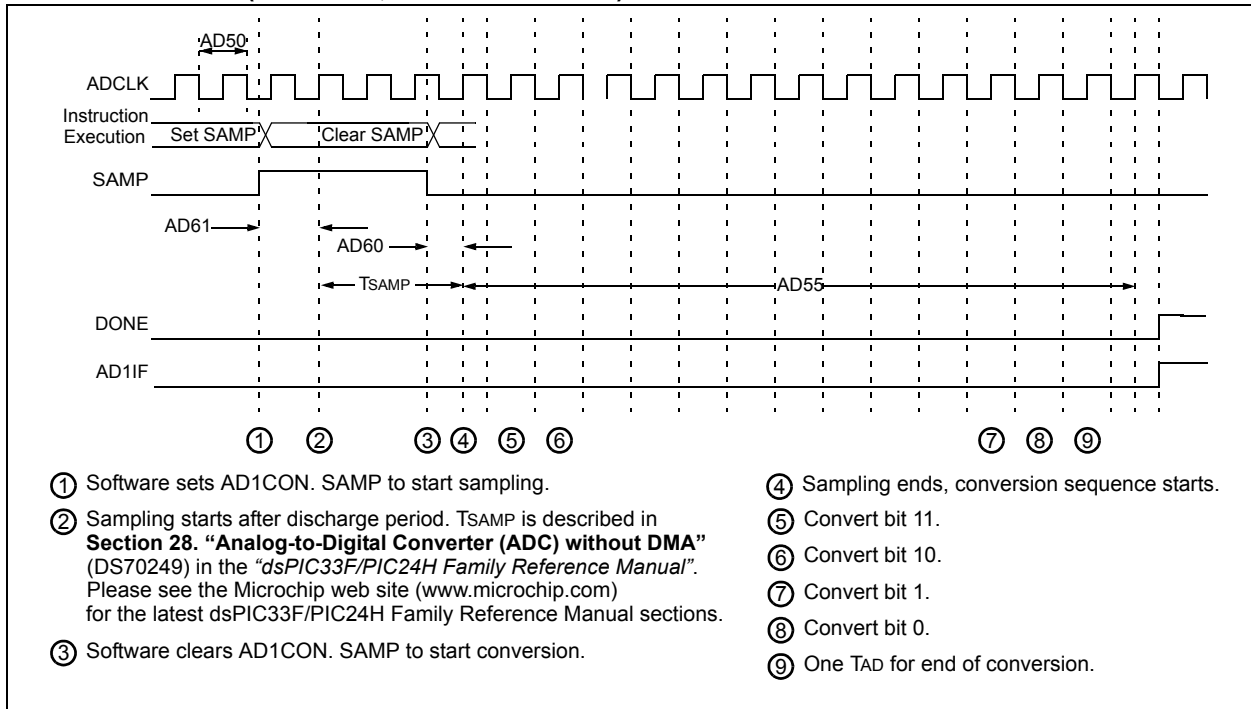 AD50
ADCLK
Instruction
Execution
Set SAMP
Clear SAMP
SAMP
AD61
AD60
TSAMP
AD55
DONE
AD1IF
1 2 3 4 5 6 7 8 9
1 Software sets AD1CON. SAMP to start sampling.
2 Sampling starts after discharge period. TSAMP is described in
Section 28. “Analog-to-Digital Converter (ADC) without DMA”
(DS70249) in the “dsPIC33F/PIC24H Family Reference Manual”.
Please see the Microchip web site (www.microchip.com)
for the latest dsPIC33F/PIC24H Family Reference Manual sections.
3 Software clears AD1CON. SAMP to start conversion.
4 Sampling ends, conversion sequence starts.
5 Convert bit 11.
6 Convert bit 10.
7 Convert bit 1.
8 Convert bit 0.
9 One TAD for end of conversion.